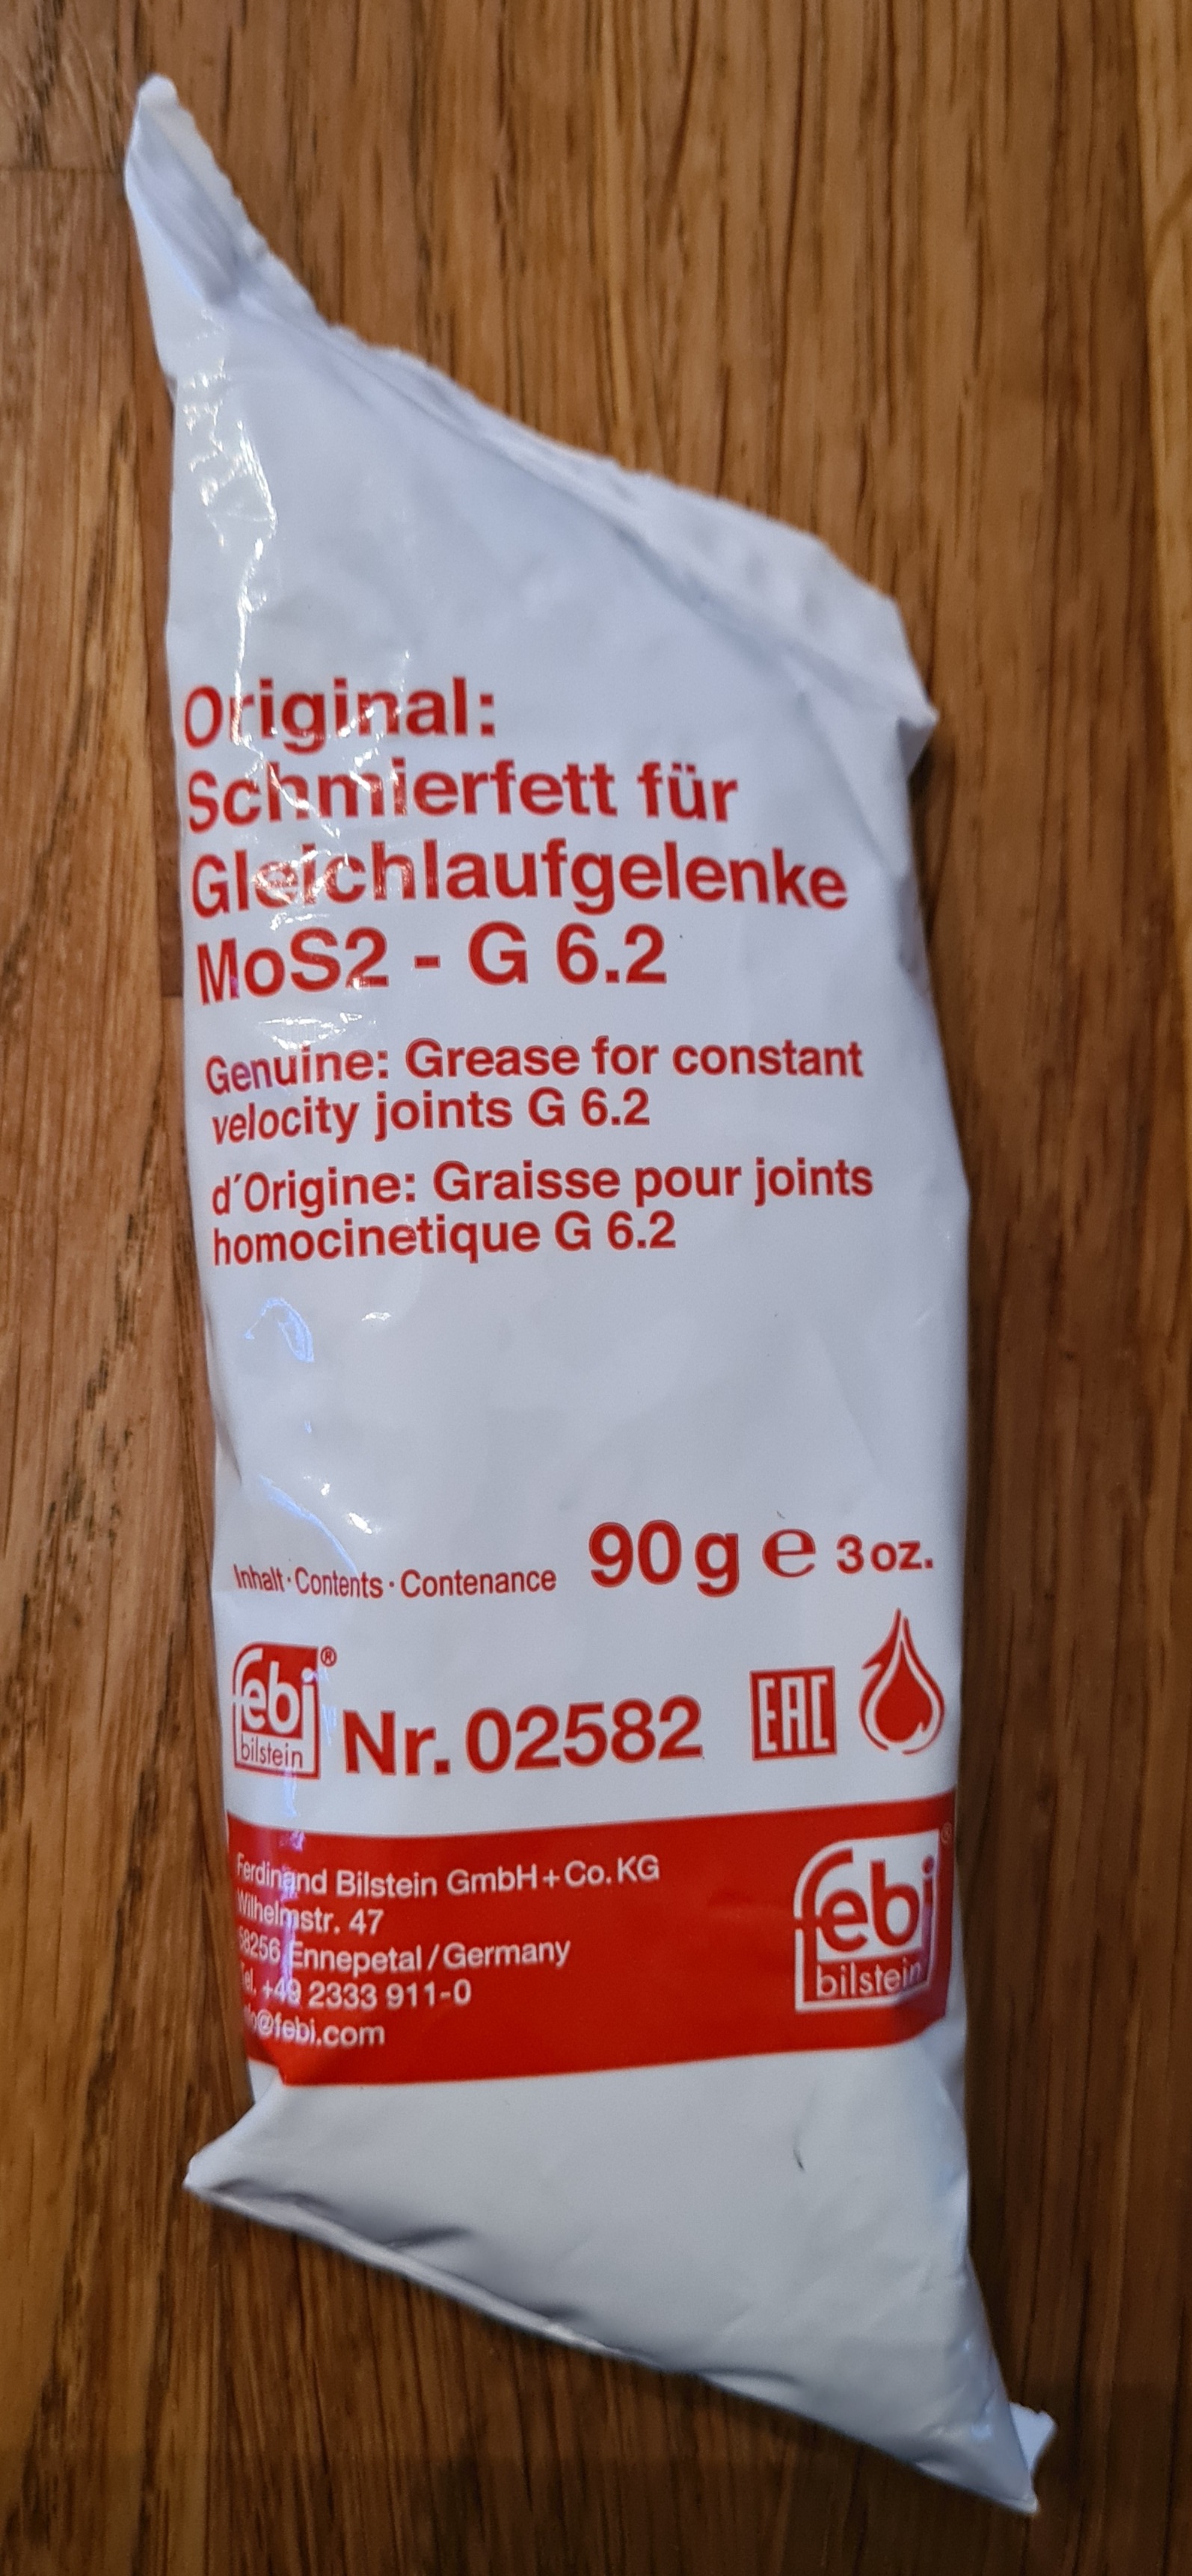 Original:
Schmierfett für
Gleichlaufgelenke
MoS2 - G 6.2
Genuine: Grease for constant
velocity joints G 6.2
d´Origine: Graisse pour joints
homocinetique G 6.2
Inhalt · Contents · Contenance 90 g ℮ 3 oz.
febi®
bilstein
Nr. 02582
EAC
Ferdinand Bilstein GmbH + Co. KG
Wilhelmstr. 47
58256 Ennepetal / Germany
Tel. +49 2333 911-0
@febi.com
febi®
bilstein